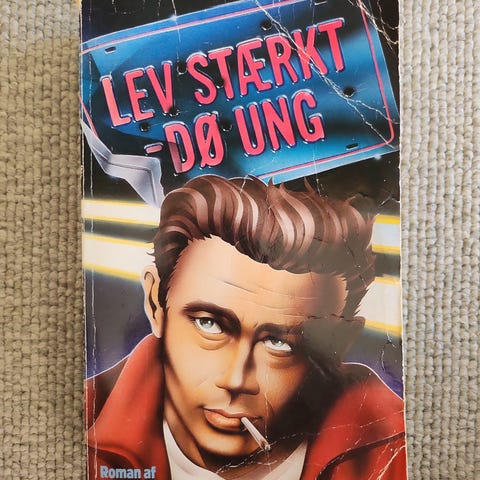 LEV STÆRKT
-DØ UNG
Roman af